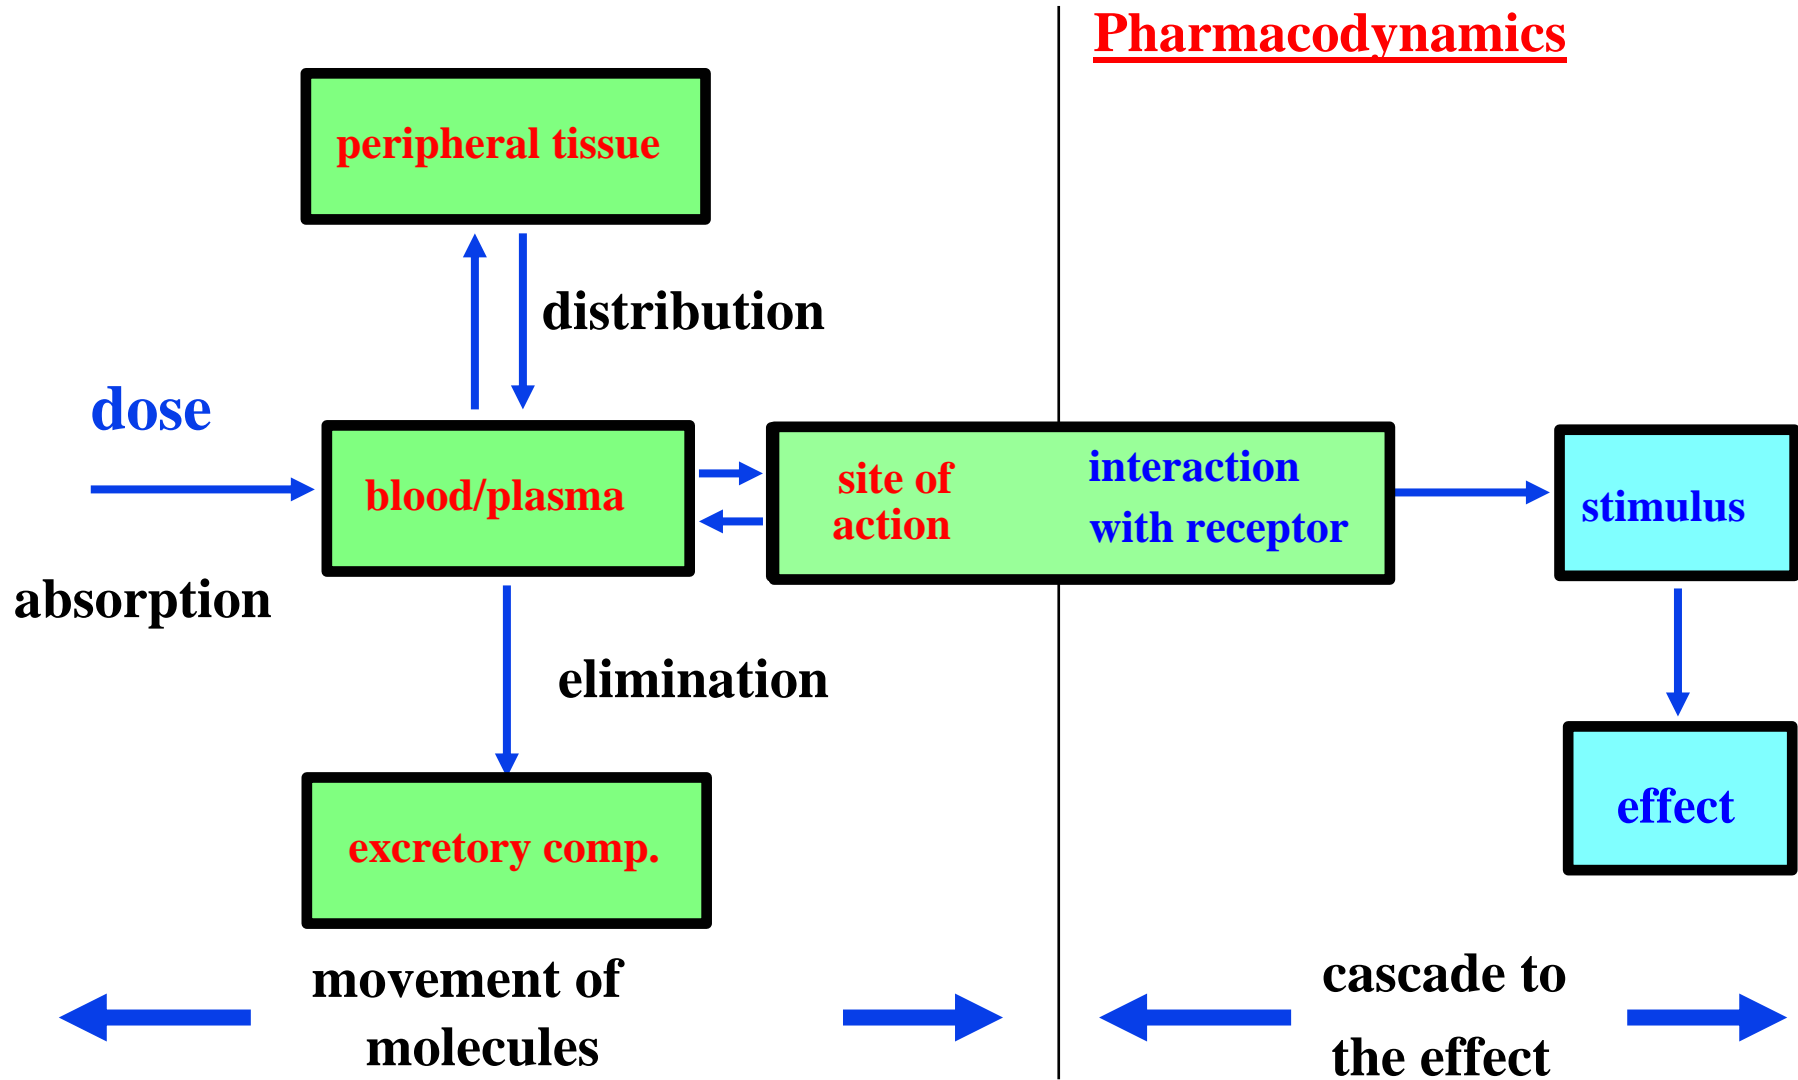 Pharmacodynamics
peripheral tissue
distribution
dose
blood/plasma
site of
action
interaction
with receptor
stimulus
absorption
elimination
effect
excretory comp.
movement of
molecules
cascade to
the effect